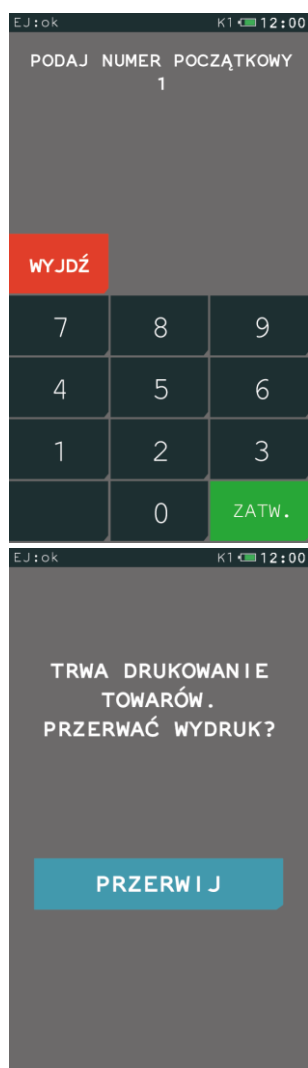 EJ:ok K1 12:00
PODAJ NUMER POCZĄTKOWY
1
WYJDŹ
7 8 9
4 5 6
1 2 3
0 ZATW.
EJ:ok K1 12:00
TRWA DRUKOWANIE
TOWARÓW.
PRZERWAĆ WYDRUK?
PRZERWIJ